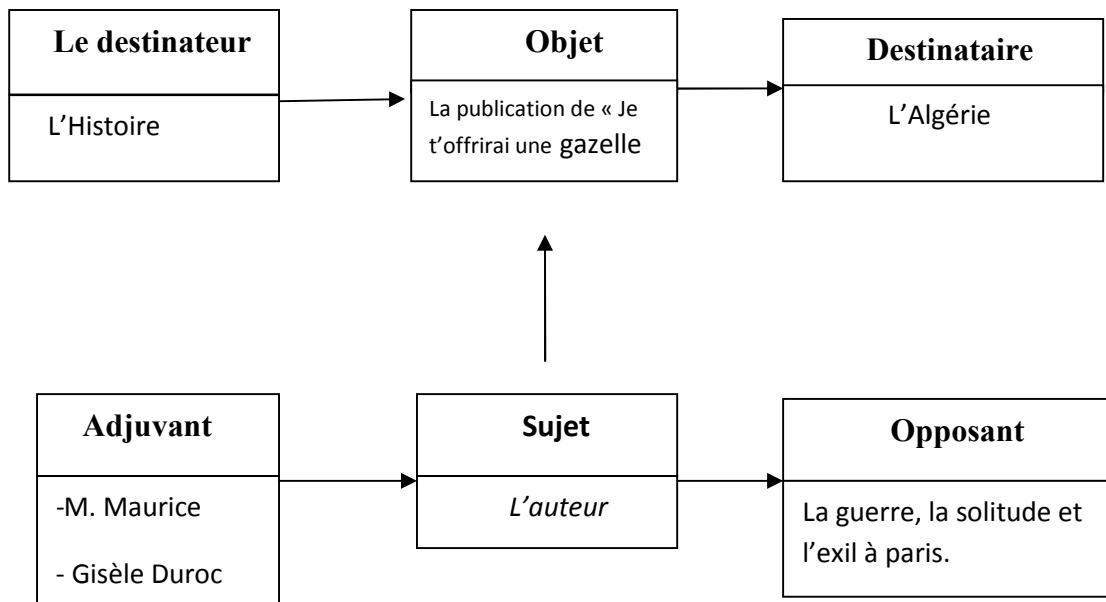 Le destinateur
L’Histoire
Objet
La publication de « Je
t’offrirai une gazelle
Destinataire
L’Algérie
Adjuvant
-M. Maurice
- Gisèle Duroc
Sujet
L’auteur
Opposant
La guerre, la solitude et
l’exil à paris.